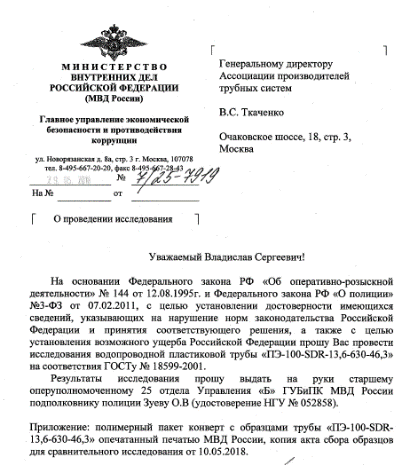 МИНИСТЕРСТВО
ВНУТРЕННИХ ДЕЛ
РОССИЙСКОЙ ФЕДЕРАЦИИ
(МВД России)
Главное управление экономической
безопасности и противодействия
коррупции
ул. Новорязанская д. 8а, стр. 3 г. Москва, 107078
тел. 8-495-667-20-20, факс 8-495-667-28-43
№ 7/25-7919
На № от
О проведении исследования
Генеральному директору
Ассоциации производителей
трубных систем
В.С. Ткаченко
Очаковское шоссе, 18, стр. 3,
Москва
Уважаемый Владислав Сергеевич!
На основании Федерального закона РФ «Об оперативно-розыскной
деятельности» № 144 от 12.08.1995г. и Федерального закона РФ «О полиции»
№3-ФЗ от 07.02.2011, с целью установлении достоверности имеющихся
сведений, указывающих на нарушение норм законодательства Российской
Федерации и принятия соответствующего решения, а также с целью
установления возможного ущерба Российской Федерации прошу Вас провести
исследования водопроводной пластиковой трубы «ПЭ-100-SDR-13,6-630-46,3»
на соответствия ГОСТу № 18599-2001.
Результаты исследования прошу выдать на руки старшему
оперуполномоченному 25 отдела Управления «Б» ГУБиПК МВД России
подполковнику полиции Зуеву О.В (удостоверение НГУ № 052858).
Приложение: полимерный пакет конверт с образцами трубы «ПЭ-100-SDR-
13,6-630-46,3» опечатанный печатью МВД России, копия акта сбора образцов
для сравнительного исследования от 10.05.2018.